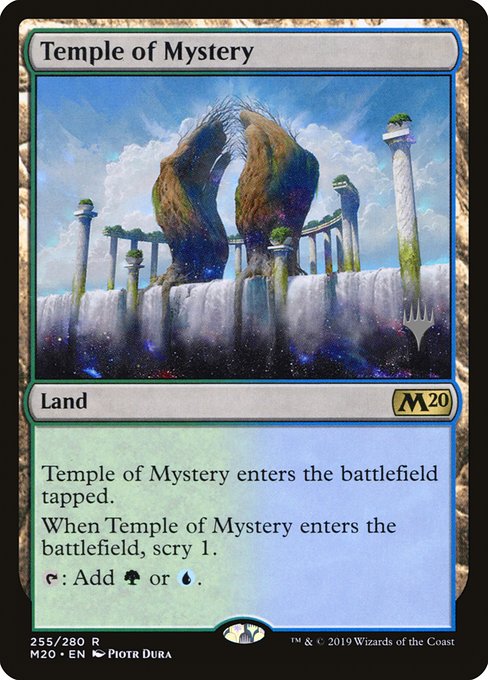 Temple of Mystery
Land
M20
Temple of Mystery enters the battlefield
tapped.
When Temple of Mystery enters the
battlefield, scry 1.
: Add or .
255/280 R
M20 • EN Piotr Dura
™ & © 2019 Wizards of the Coast